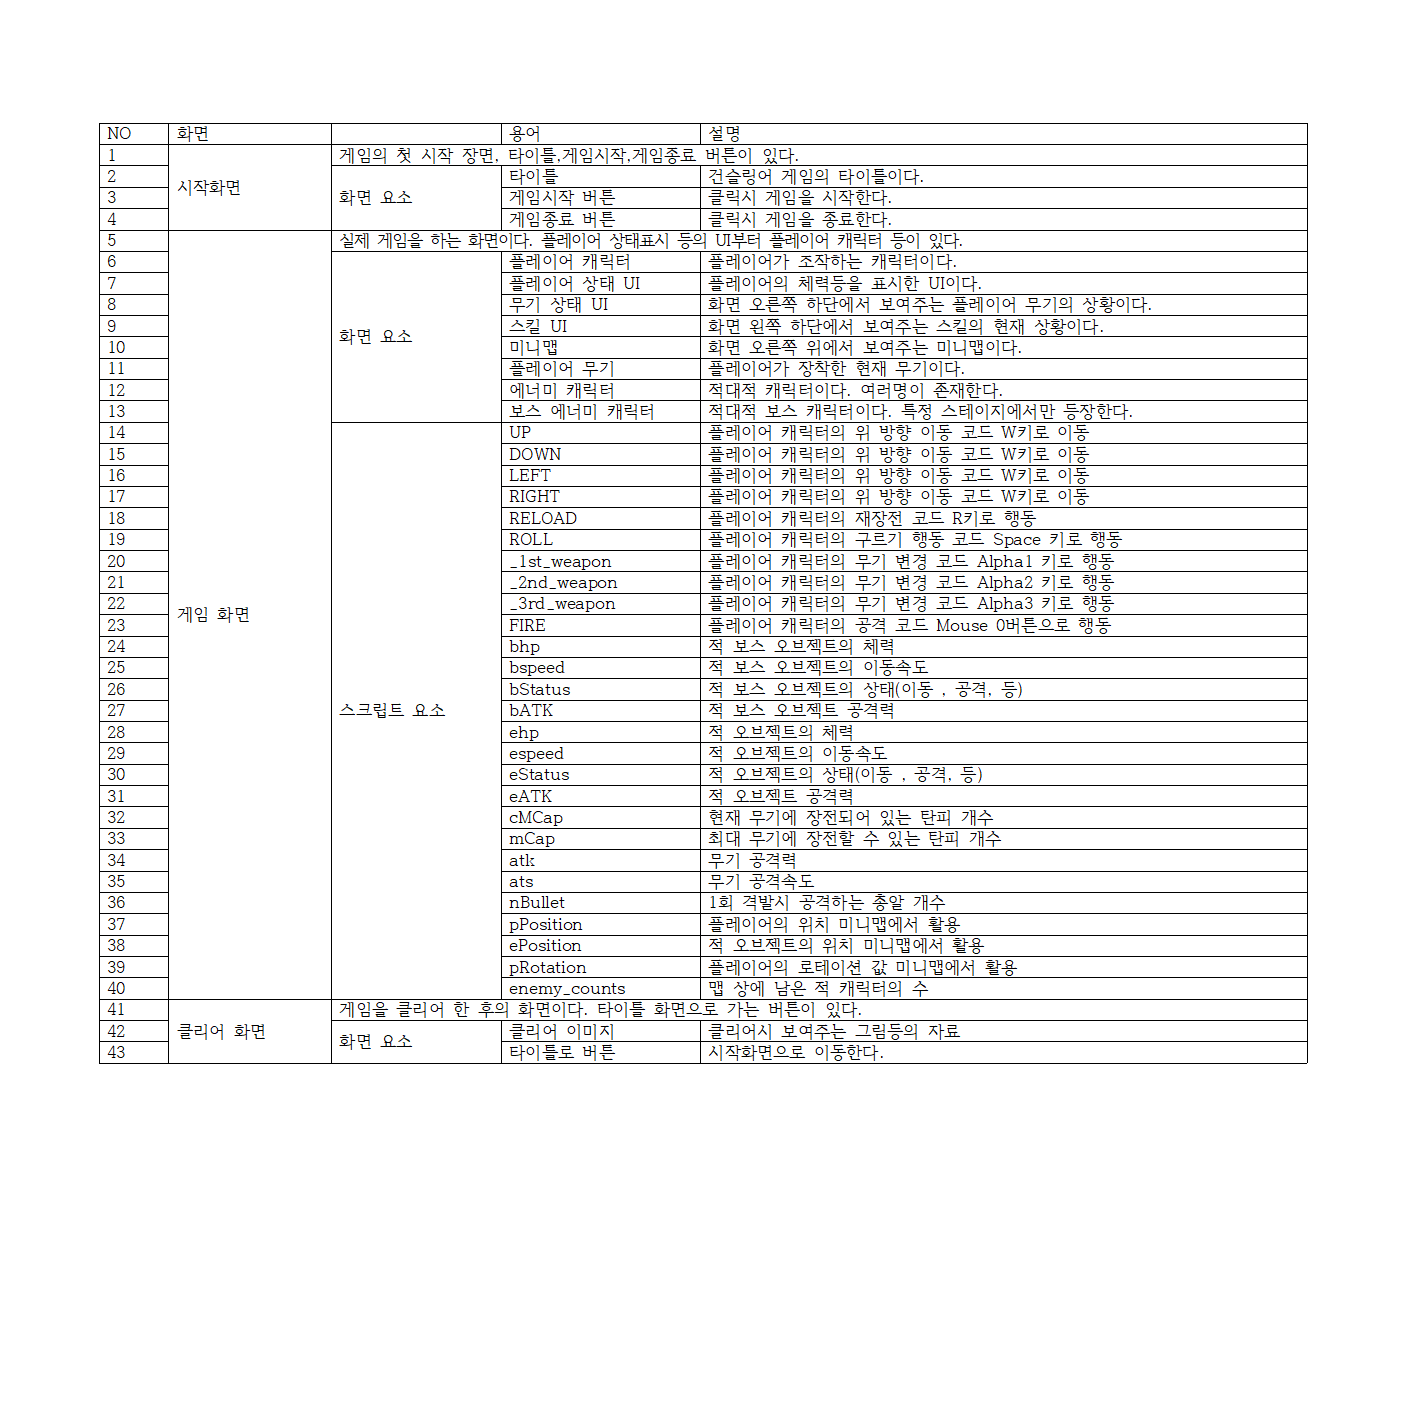 NO 화면 용어 설명
1 시작화면 게임의 첫 시작 장면, 타이틀,게임시작,게임종료 버튼이 있다.
2 화면 요소 타이틀 건슬링어 게임의 타이틀이다.
3 게임시작 버튼 클릭시 게임을 시작한다.
4 게임종료 버튼 클릭시 게임을 종료한다.
5 게임 화면 실제 게임을 하는 화면이다. 플레이어 상태표시 등의 UI부터 플레이어 캐릭터 등이 있다.
6 화면 요소 플레이어 캐릭터 플레이어가 조작하는 캐릭터이다.
7 플레이어 상태 UI 플레이어의 체력등을 표시한 UI이다.
8 무기 상태 UI 화면 오른쪽 하단에서 보여주는 플레이어 무기의 상황이다.
9 스킬 UI 화면 왼쪽 하단에서 보여주는 스킬의 현재 상황이다.
10 미니맵 화면 오른쪽 위에서 보여주는 미니맵이다.
11 플레이어 무기 플레이어가 장착한 현재 무기이다.
12 에너미 캐릭터 적대적 캐릭터이다. 여러명이 존재한다.
13 보스 에너미 캐릭터 적대적 보스 캐릭터이다. 특정 스테이지에서만 등장한다.
14 스크립트 요소 UP 플레이어 캐릭터의 위 방향 이동 코드 W키로 이동
15 DOWN 플레이어 캐릭터의 위 방향 이동 코드 W키로 이동
16 LEFT 플레이어 캐릭터의 위 방향 이동 코드 W키로 이동
17 RIGHT 플레이어 캐릭터의 위 방향 이동 코드 W키로 이동
18 RELOAD 플레이어 캐릭터의 재장전 코드 R키로 행동
19 ROLL 플레이어 캐릭터의 구르기 행동 코드 Space 키로 행동
20 _1st_weapon 플레이어 캐릭터의 무기 변경 코드 Alpha1 키로 행동
21 _2nd_weapon 플레이어 캐릭터의 무기 변경 코드 Alpha2 키로 행동
22 _3rd_weapon 플레이어 캐릭터의 무기 변경 코드 Alpha3 키로 행동
23 FIRE 플레이어 캐릭터의 공격 코드 Mouse 0버튼으로 행동
24 bhp 적 보스 오브젝트의 체력
25 bspeed 적 보스 오브젝트의 이동속도
26 bStatus 적 보스 오브젝트의 상태(이동 , 공격, 등)
27 bATK 적 보스 오브젝트 공격력
28 ehp 적 오브젝트의 체력
29 espeed 적 오브젝트의 이동속도
30 eStatus 적 오브젝트의 상태(이동 , 공격, 등)
31 eATK 적 오브젝트 공격력
32 cMCap 현재 무기에 장전되어 있는 탄피 개수
33 mCap 최대 무기에 장전할 수 있는 탄피 개수
34 atk 무기 공격력
35 ats 무기 공격속도
36 nBullet 1회 격발시 공격하는 총알 개수
37 pPosition 플레이어의 위치 미니맵에서 활용
38 ePosition 적 오브젝트의 위치 미니맵에서 활용
39 pRotation 플레이어의 로테이션 값 미니맵에서 활용
40 enemy_counts 맵 상에 남은 적 캐릭터의 수
41 클리어 화면 게임을 클리어 한 후의 화면이다. 타이틀 화면으로 가는 버튼이 있다.
42 화면 요소 클리어 이미지 클리어시 보여주는 그림등의 자료
43 타이틀로 버튼 시작화면으로 이동한다.